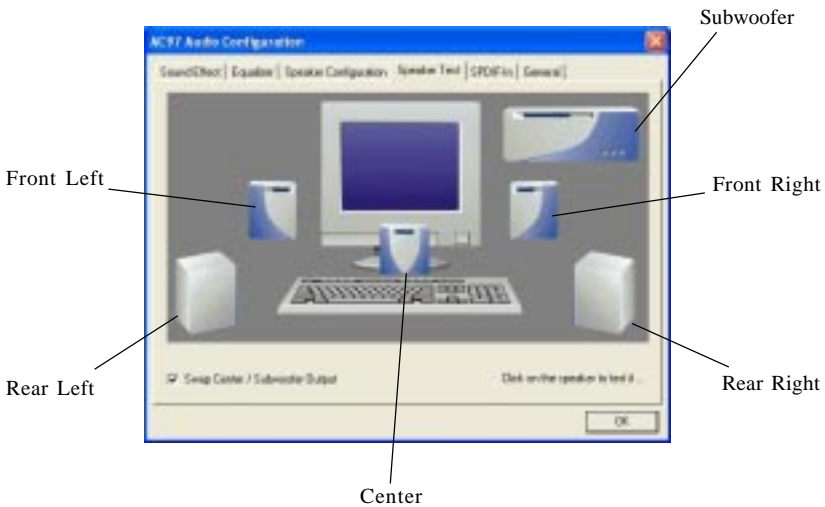 Subwoofer
AC97 Audio Configuration
Sound Effect Equalizer Speaker Configuration Speaker Test SPDIF-In General
Front Left
Front Right
Rear Left
Rear Right
Swap Center / Subwoofer Output
Click on the speaker to test it ...
OK
Center